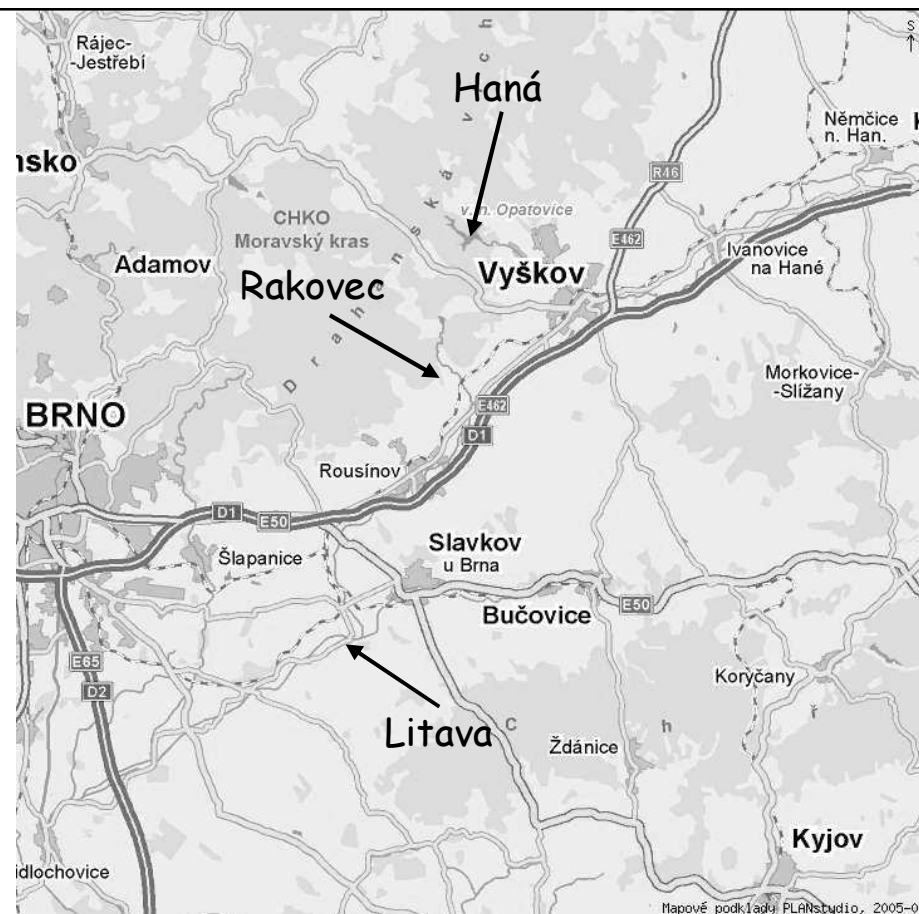 Rájec-
-Jestřebí
S
Haná
Němčice
n. Han.
nsko
R46
CHKO
Moravský kras
v. n. Opatovice
E462
Ivanovice
na Hané
Adamov
Vyškov
Rakovec
Drahanská vrch
Morkovice-
-Slížany
BRNO
E462
D1
Rousínov
D1
E50
Slavkov
u Brna
Šlapanice
Bučovice
E50
E65
D2
Koryčany
Litava
C h ř
Ždánice
Kyjov
idlochovice
Mapové podklady PLANstudio, 2005-0